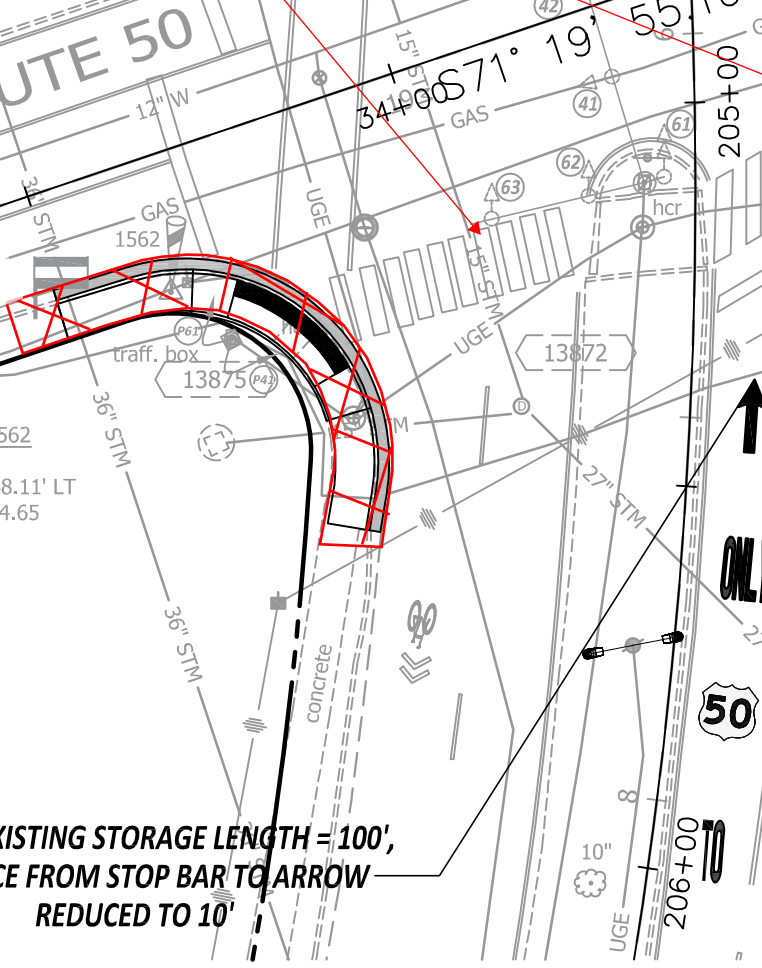 42
UTE 50
15" STM
S71° 19' 55.
205+00
12" W
34+00
GAS
41
61
62
36" STM
63
hcr
GAS
UGE
1562
15" STM
P61
UGE
13872
traff. box
13875
P41
36" STM
D
562
27" STM
8.11' LT
4.65
ONLY
36" STM
concrete
50
8
XISTING STORAGE LENGTH = 100',
CE FROM STOP BAR TO ARROW
REDUCED TO 10'
10"
TO
206+00
UGE